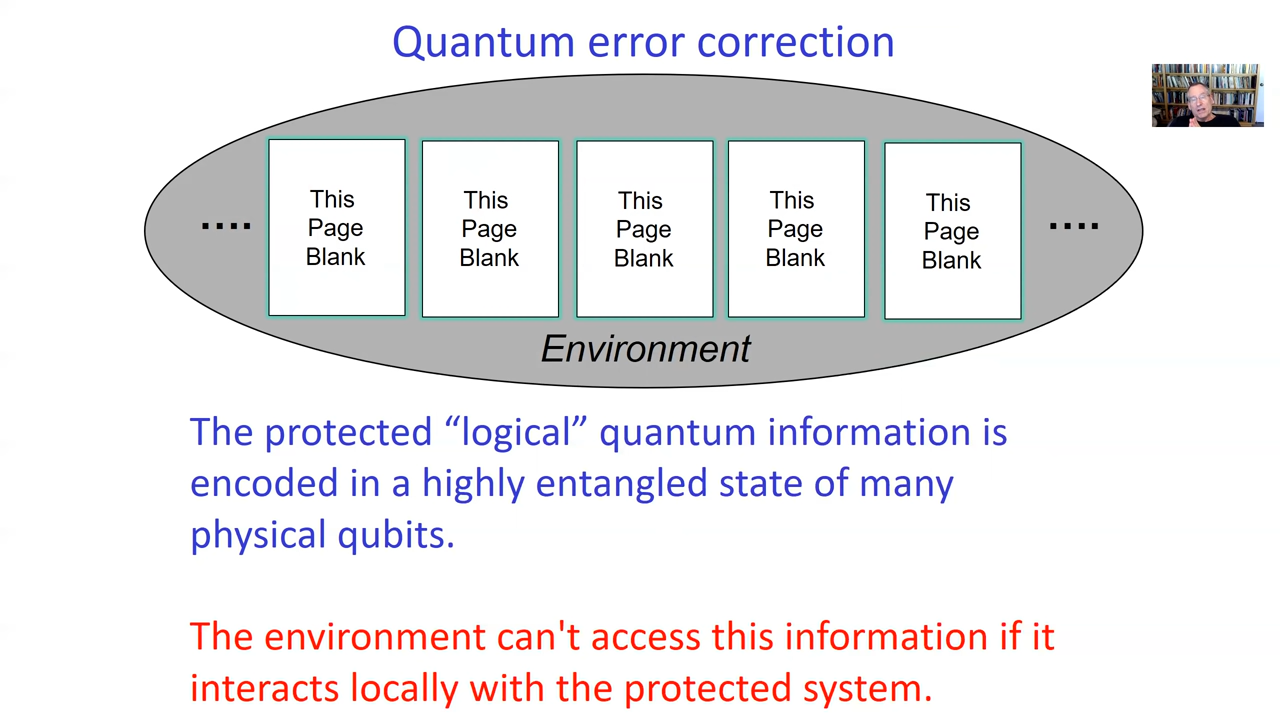 Quantum error correction
.... This Page Blank This Page Blank This Page Blank This Page Blank This Page Blank ....
Environment
The protected “logical” quantum information is
encoded in a highly entangled state of many
physical qubits.
The environment can't access this information if it
interacts locally with the protected system.